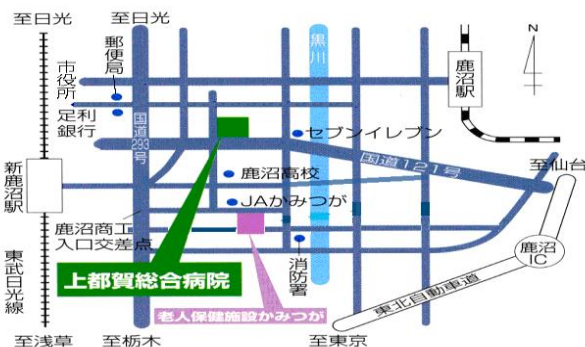 至日光
至日光
郵便局
市役所
足利
銀行
国道
293
号
黒川
鹿沼駅
N
セブンイレブン
国道121号
至仙台
新鹿沼駅
鹿沼高校
JAかみつが
鹿沼商工
入口交差点
消防署
鹿沼
IC
上都賀総合病院
老人保健施設かみつが
東武日光線
東北自動車道
至浅草
至栃木
至東京